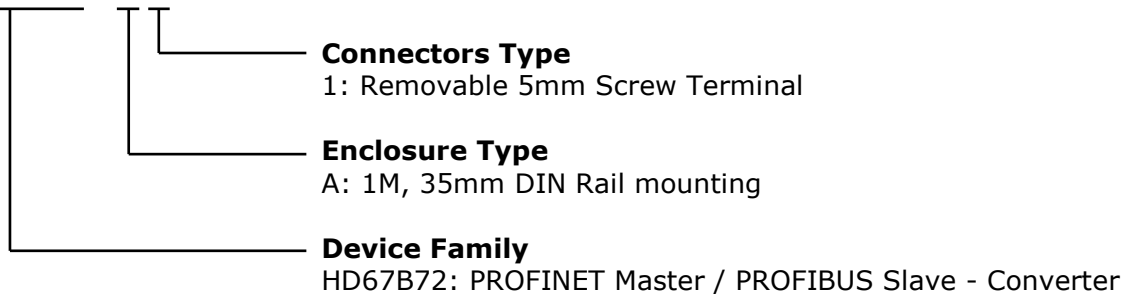 Connectors Type
1: Removable 5mm Screw Terminal
Enclosure Type
A: 1M, 35mm DIN Rail mounting
Device Family
HD67B72: PROFINET Master / PROFIBUS Slave - Converter